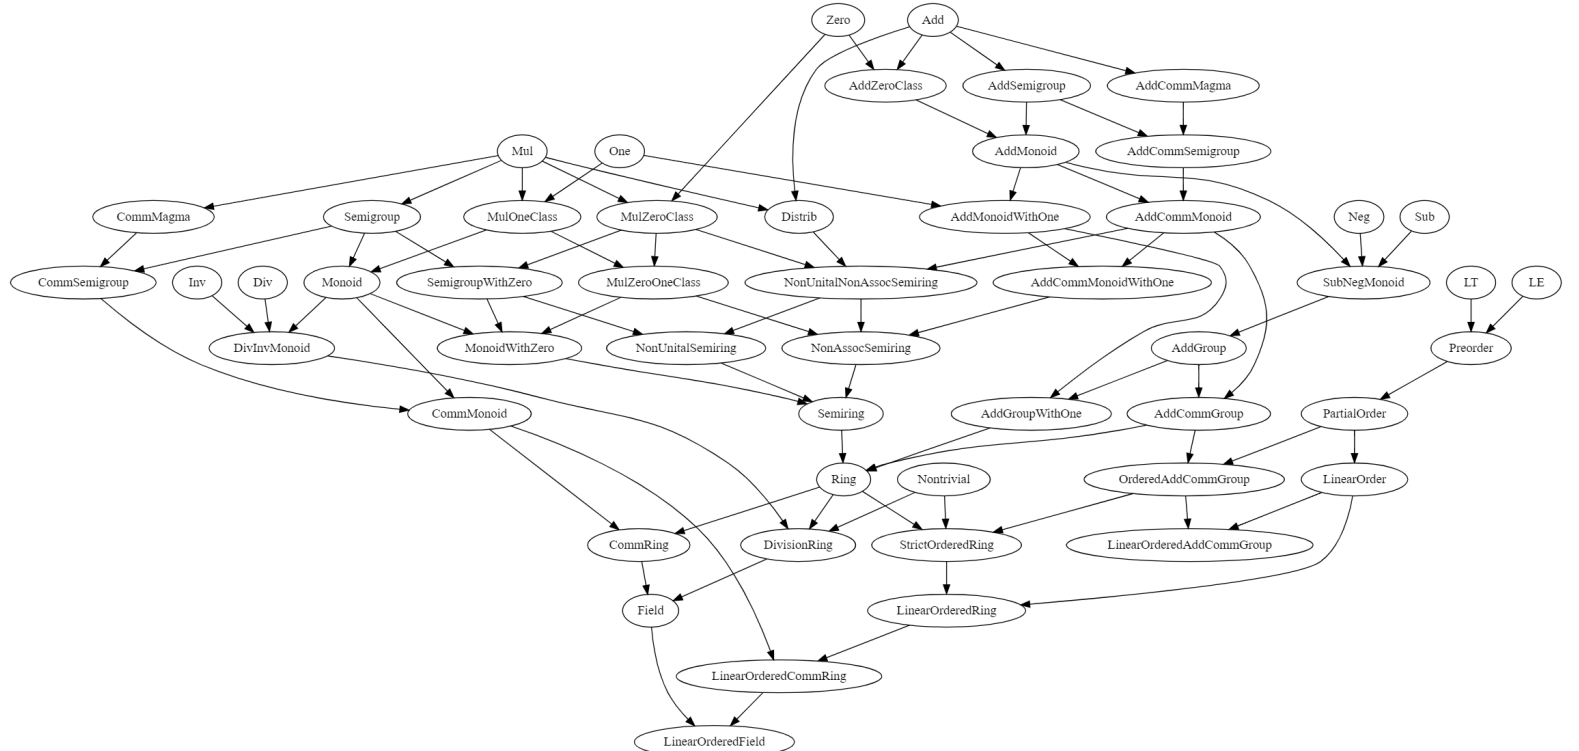 Zero
Add
AddZeroClass
AddSemigroup
AddCommMagma
Mul
One
AddMonoid
AddCommSemigroup
CommMagma
Semigroup
MulOneClass
MulZeroClass
Distrib
AddMonoidWithOne
AddCommMonoid
Neg
Sub
CommSemigroup
Inv
Div
Monoid
SemigroupWithZero
MulZeroOneClass
NonUnitalNonAssocSemiring
AddCommMonoidWithOne
SubNegMonoid
LT
LE
DivInvMonoid
MonoidWithZero
NonUnitalSemiring
NonAssocSemiring
AddGroup
Preorder
CommMonoid
Semiring
AddGroupWithOne
AddCommGroup
PartialOrder
Ring
Nontrivial
OrderedAddCommGroup
LinearOrder
CommRing
DivisionRing
StrictOrderedRing
LinearOrderedAddCommGroup
Field
LinearOrderedRing
LinearOrderedCommRing
LinearOrderedField